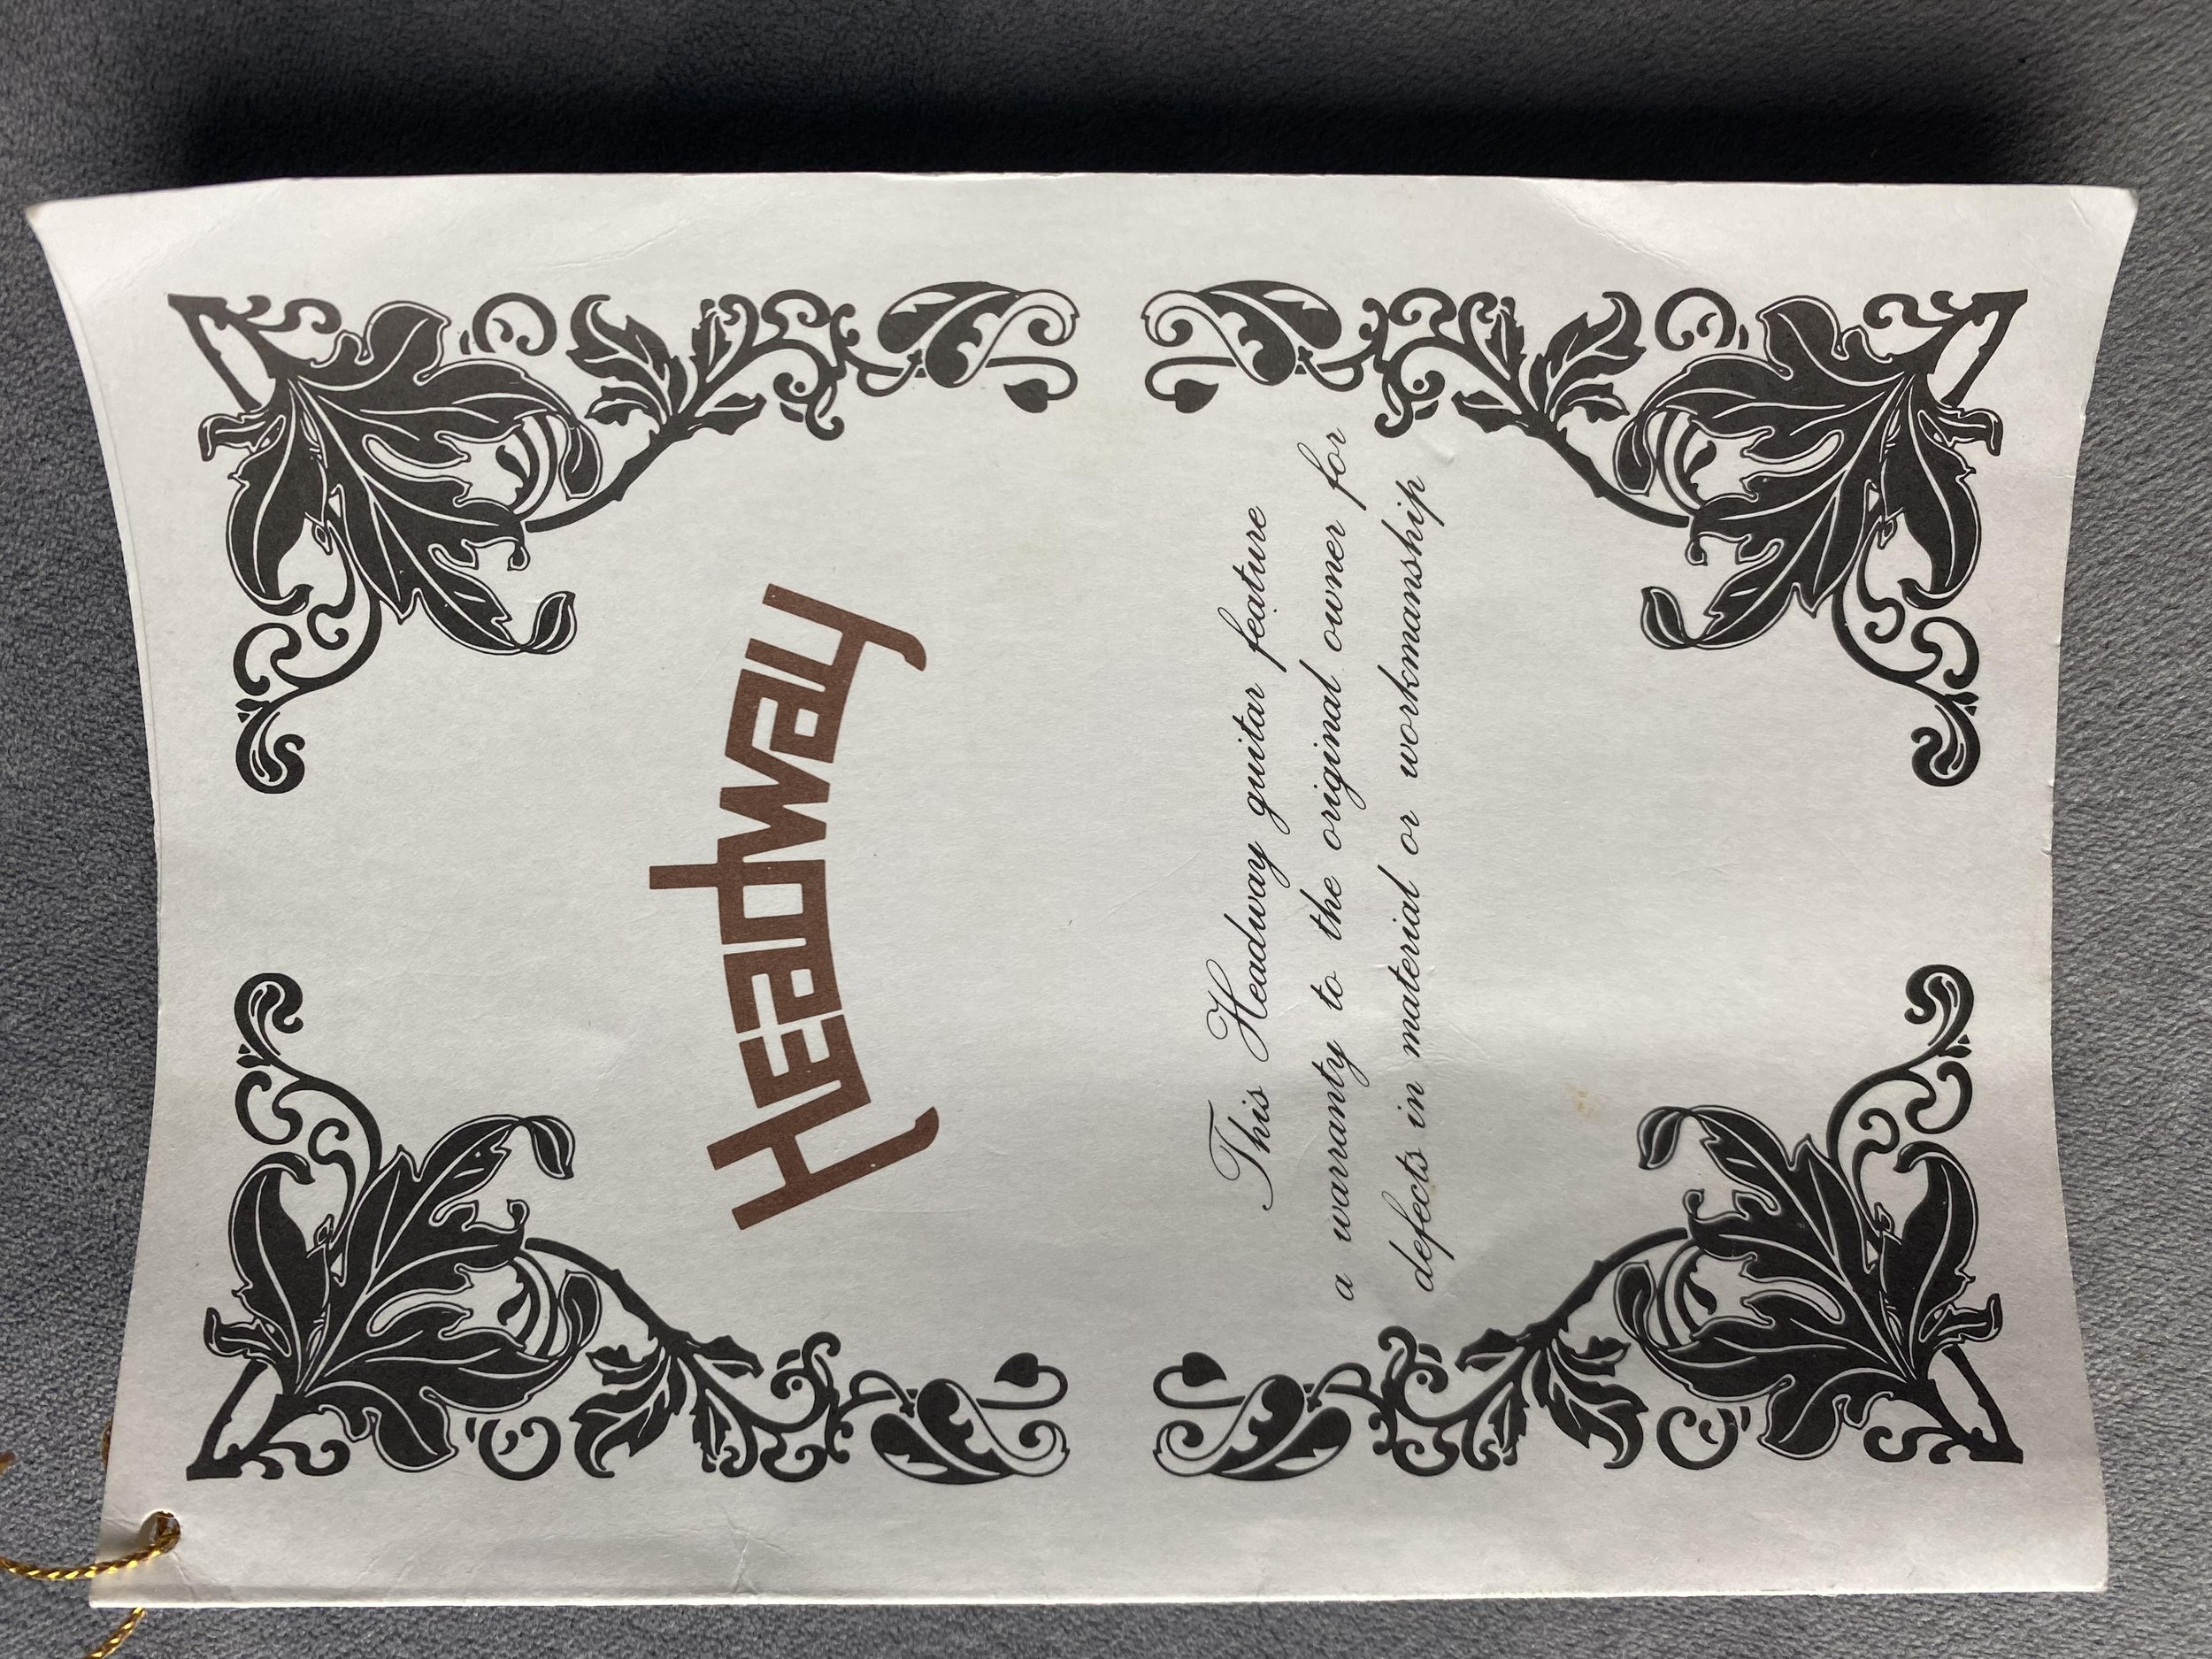 Headway
This Headway guitar feature
a warranty to the original owner for
defects in material or workmanship